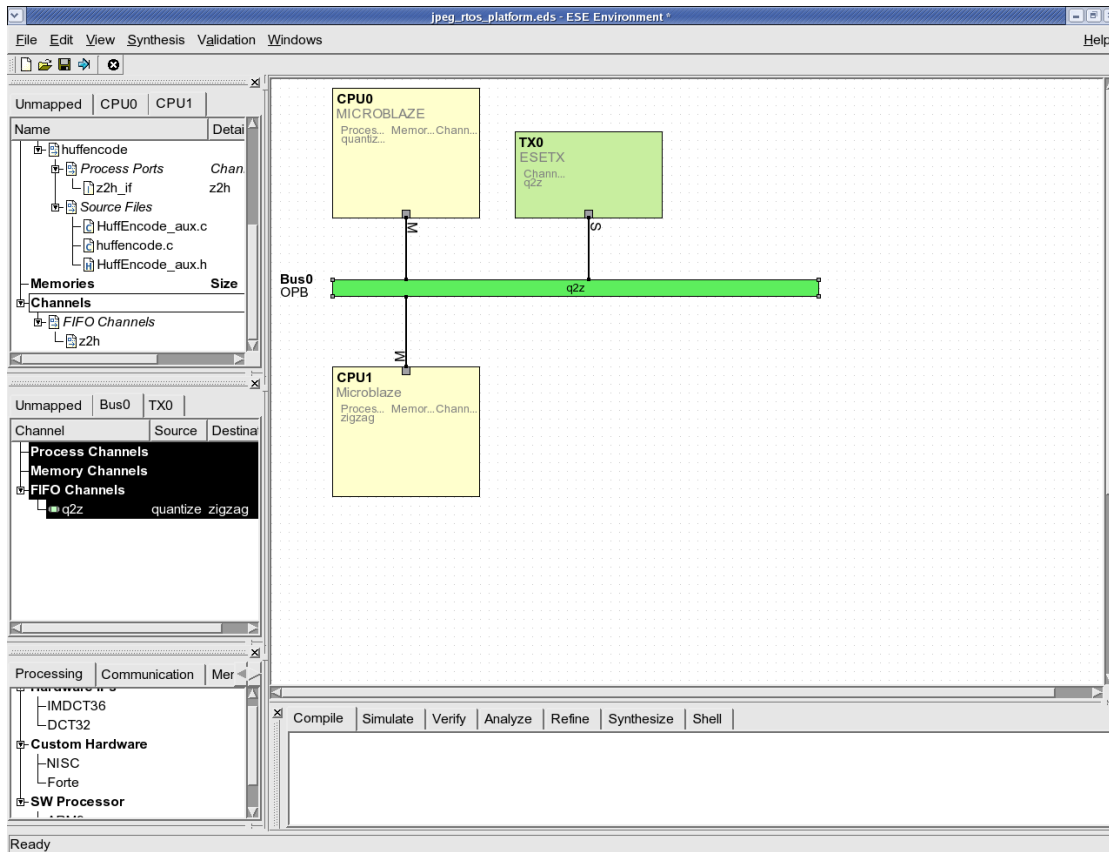 jpeg_rtos_platform.eds - ESE Environment *
File Edit View Synthesis Validation Windows Help
Unmapped CPU0 CPU1
Name Detai
huffencode
Process Ports Chan
z2h_if z2h
Source Files
HuffEncode_aux.c
huffencode.c
HuffEncode_aux.h
Memories Size
Channels
FIFO Channels
z2h
Unmapped Bus0 TX0
Channel Source Destina
Process Channels
Memory Channels
FIFO Channels
q2z quantize zigzag
Processing Communication Mer
IMDCT36
DCT32
Custom Hardware
NISC
Forte
SW Processor
CPU0
MICROBLAZE
Proces... Memor... Chann...
quantiz...
TX0
ESETX
Chann...
q2z
M
S
Bus0
OPB
q2z
M
CPU1
Microblaze
Proces... Memor... Chann...
zigzag
Compile Simulate Verify Analyze Refine Synthesize Shell
Ready